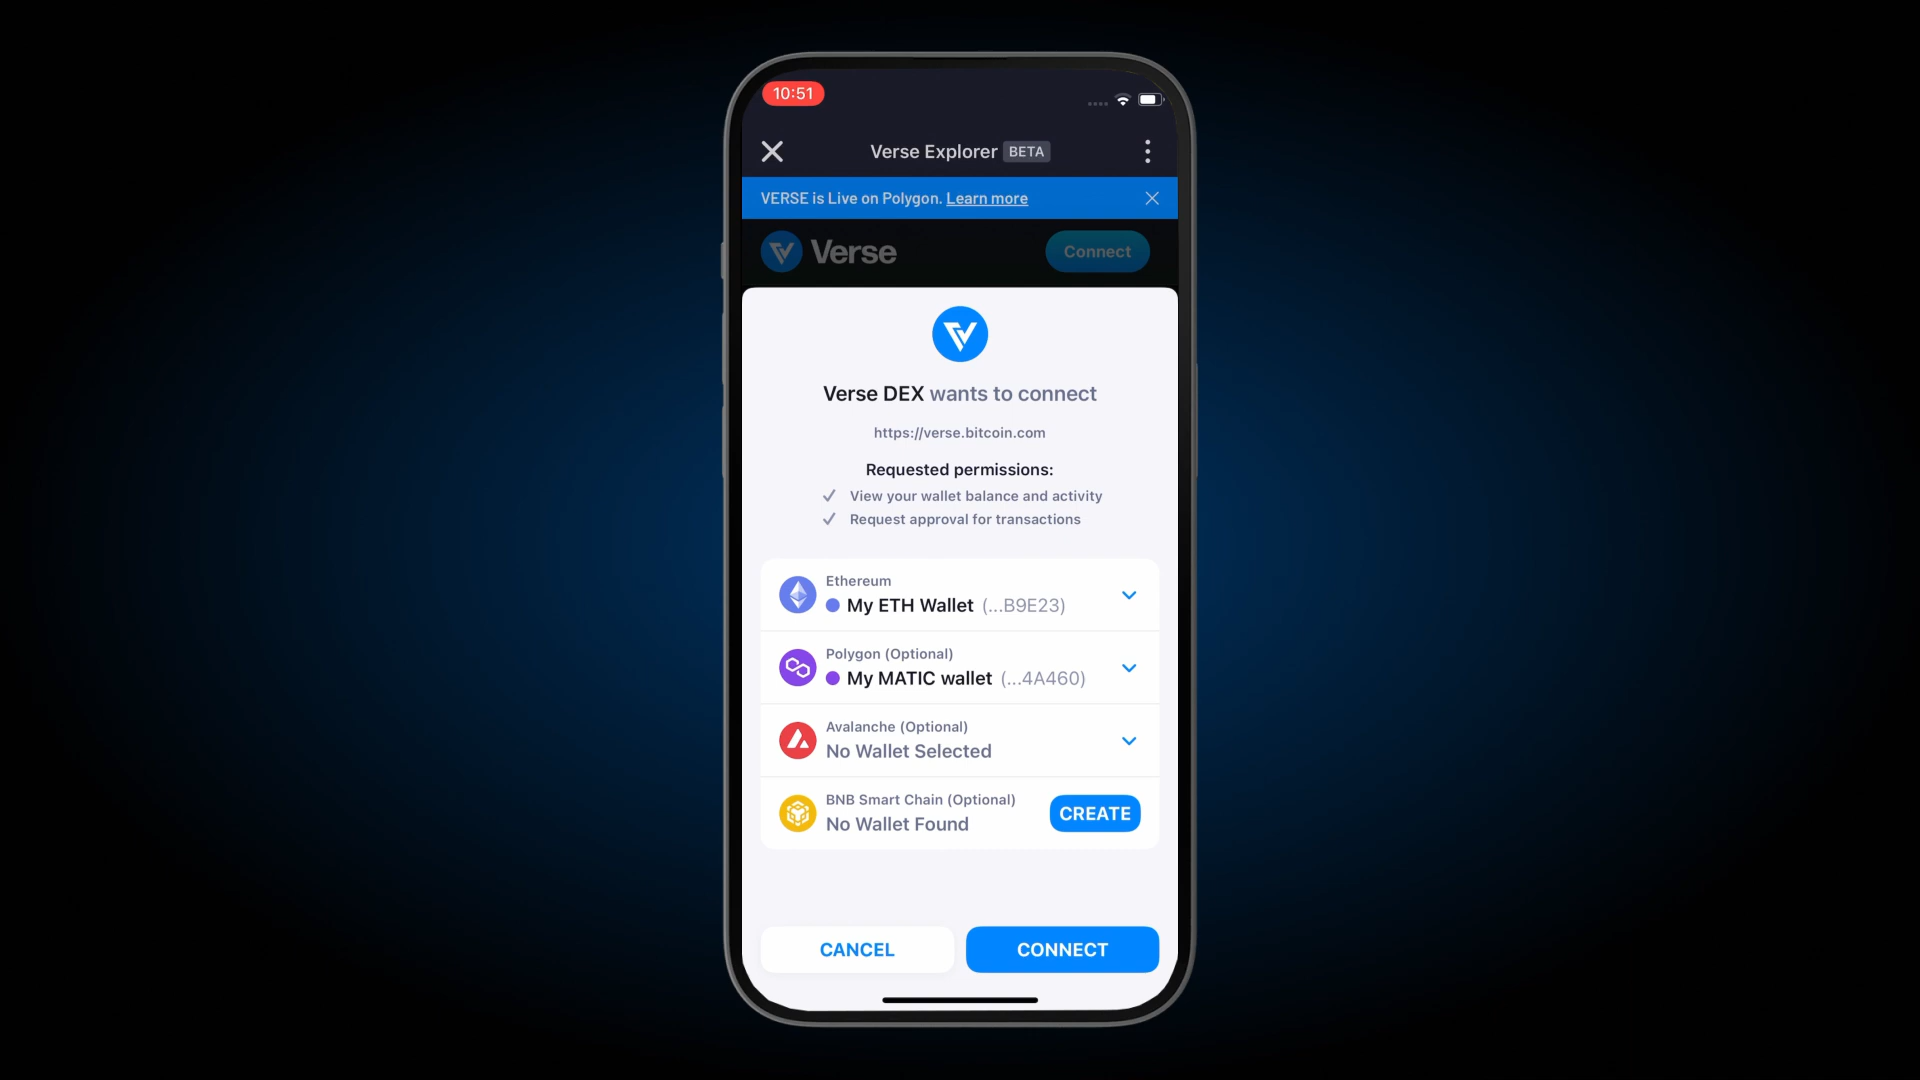 10:51
Verse Explorer BETA
VERSE is Live on Polygon. Learn more
Verse
Connect
Verse DEX wants to connect
https://verse.bitcoin.com
Requested permissions:
View your wallet balance and activity
Request approval for transactions
Ethereum
My ETH Wallet (...B9E23)
Polygon (Optional)
My MATIC wallet (...4A460)
Avalanche (Optional)
No Wallet Selected
BNB Smart Chain (Optional)
No Wallet Found
CREATE
CANCEL
CONNECT